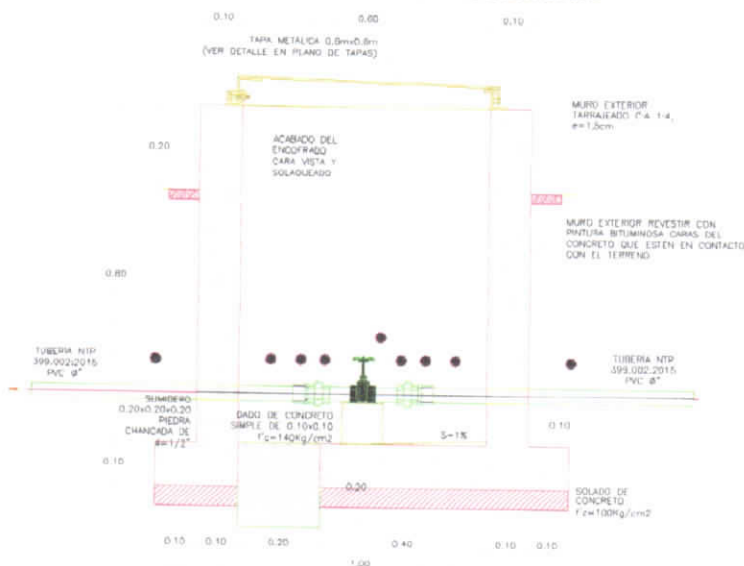 0.10
0.60
0.10
TAPA METALICA 0.6mx0.6m
(VER DETALLE EN PLANO DE TAPAS)
MURO EXTERIOR
TARRAJEADO C:A 1:4,
e=1.5cm
ACABADO DEL
ENCOFRADO
CARA VISTA Y
SOLAQUEADO
0.20
MURO EXTERIOR REVESTIR CON
PINTURA BITUMINOSA CARAS DEL
CONCRETO QUE ESTEN EN CONTACTO
CON EL TERRENO
0.80
TUBERIA NTP
399.002:2015
PVC Ø"
TUBERIA NTP
399.002:2015
PVC Ø"
SUMIDERO
0.20x0.20x0.20
PIEDRA
CHANCADA DE
ø=1/2"
DADO DE CONCRETO
SIMPLE DE 0.10x0.10
f'c=140Kg/cm2
S=1%
0.10
0.10
0.20
SOLADO DE
CONCRETO
f'c=100Kg/cm2
0.10 0.10 0.20 0.40 0.10 0.10
1.00